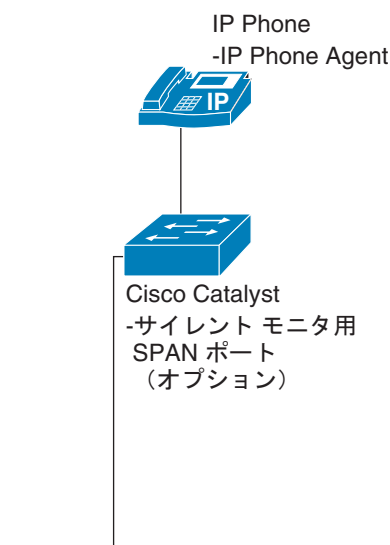 IP Phone
-IP Phone Agent
IP
Cisco Catalyst
-サイレント モニタ用
SPAN ポート
（オプション）